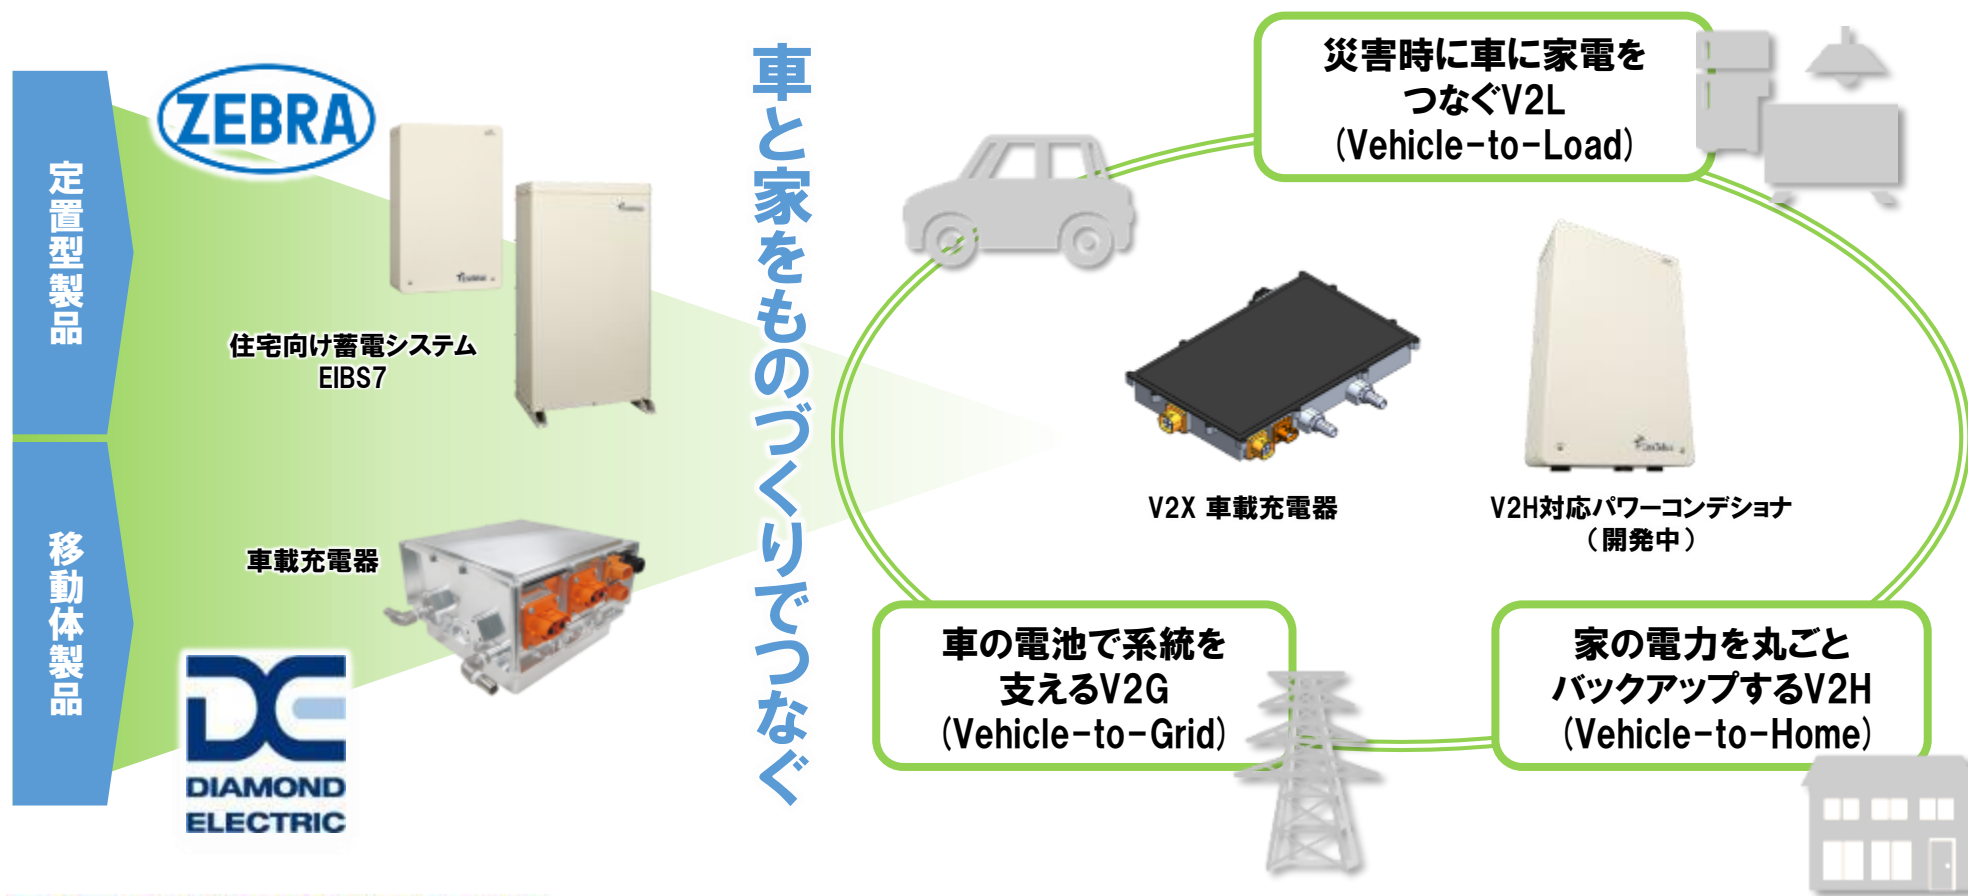 定置型製品
ZEBRA
住宅向け蓄電システム
EIBS7
移動体製品
車載充電器
DIAMOND
ELECTRIC
車と家をものづくりでつなぐ
災害時に車に家電を
つなぐV2L
(Vehicle-to-Load)
V2X 車載充電器
V2H対応パワーコンデショナ
(開発中)
車の電池で系統を
支えるV2G
(Vehicle-to-Grid)
家の電力を丸ごと
バックアップするV2H
(Vehicle-to-Home)